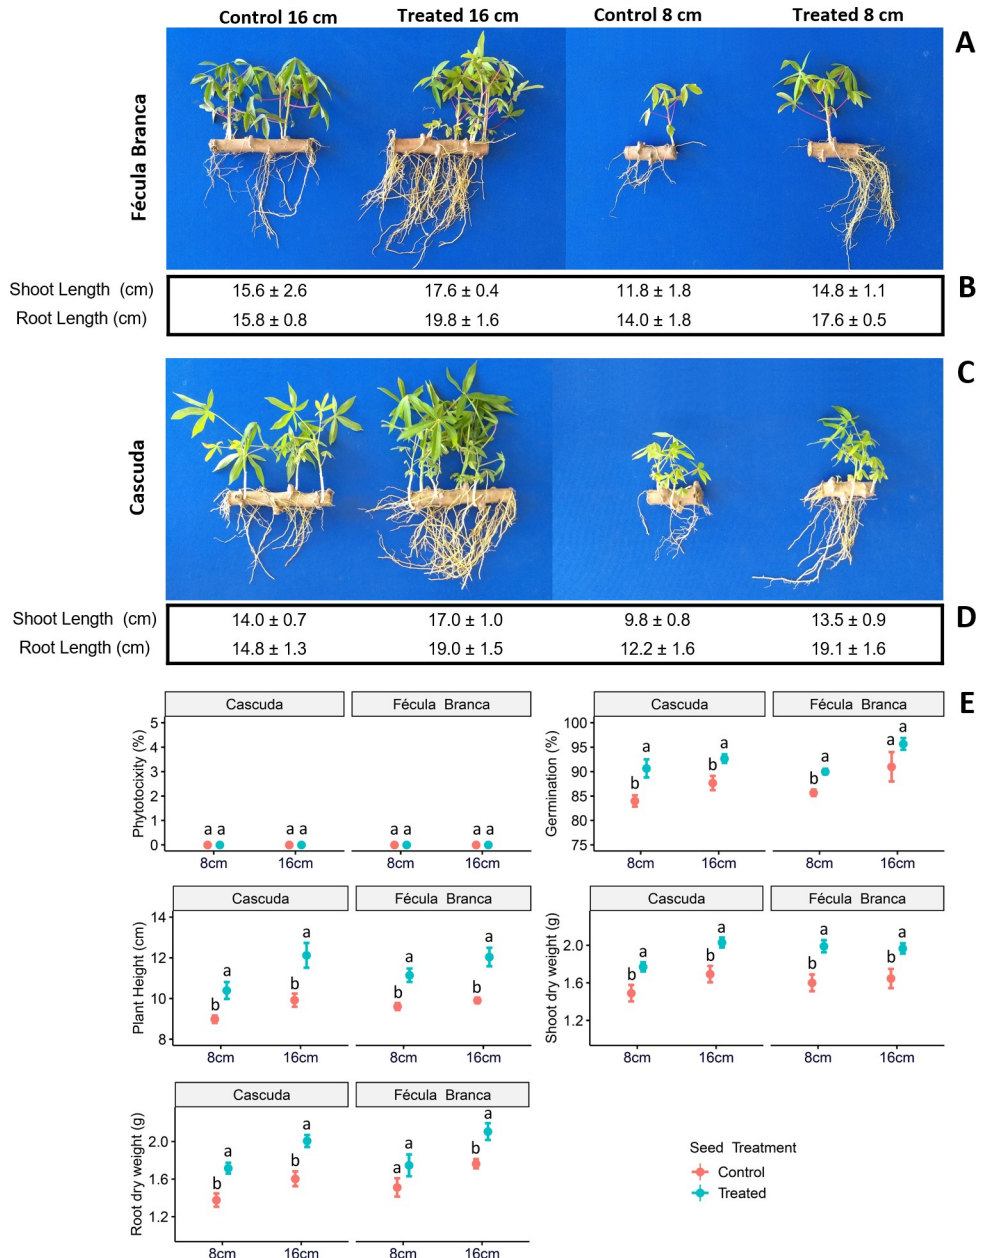 Control 16 cm Treated 16 cm Control 8 cm Treated 8 cm
A
Fécula Branca
Shoot Length (cm) 15.6 ± 2.6 17.6 ± 0.4 11.8 ± 1.8 14.8 ± 1.1
B
Root Length (cm) 15.8 ± 0.8 19.8 ± 1.6 14.0 ± 1.8 17.6 ± 0.5
C
Cascuda
Shoot Length (cm) 14.0 ± 0.7 17.0 ± 1.0 9.8 ± 0.8 13.5 ± 0.9
D
Root Length (cm) 14.8 ± 1.3 19.0 ± 1.5 12.2 ± 1.6 19.1 ± 1.6
E
Cascuda Fécula Branca
Phytotocixity (%)
5
4
3
2
1
0
a a a a a a a a
8cm 16cm 8cm 16cm
Cascuda Fécula Branca
Germination (%)
100
95
90
85
80
75
b a b a b a a a
8cm 16cm 8cm 16cm
Cascuda Fécula Branca
Plant Height (cm)
14
12
10
8
b a b a b a b a
8cm 16cm 8cm 16cm
Cascuda Fécula Branca
Shoot dry weight (g)
2.0
1.6
1.2
b a b a b a b a
8cm 16cm 8cm 16cm
Cascuda Fécula Branca
Root dry weight (g)
2.0
1.6
1.2
b a b a a a b a
8cm 16cm 8cm 16cm
Seed Treatment
Control
Treated